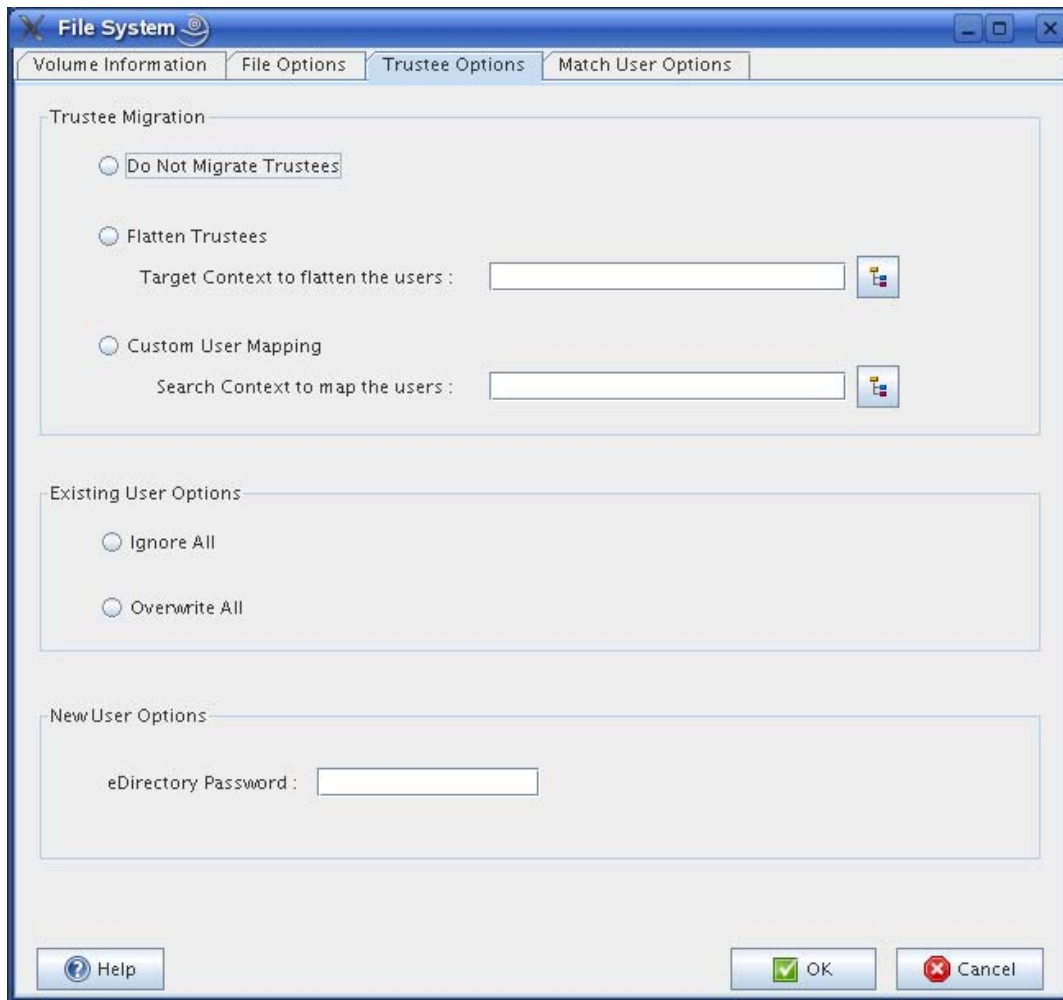 File System
Volume Information File Options Trustee Options Match User Options
Trustee Migration
Do Not Migrate Trustees
Flatten Trustees
Target Context to flatten the users :
Custom User Mapping
Search Context to map the users :
Existing User Options
Ignore All
Overwrite All
New User Options
eDirectory Password :
Help OK Cancel